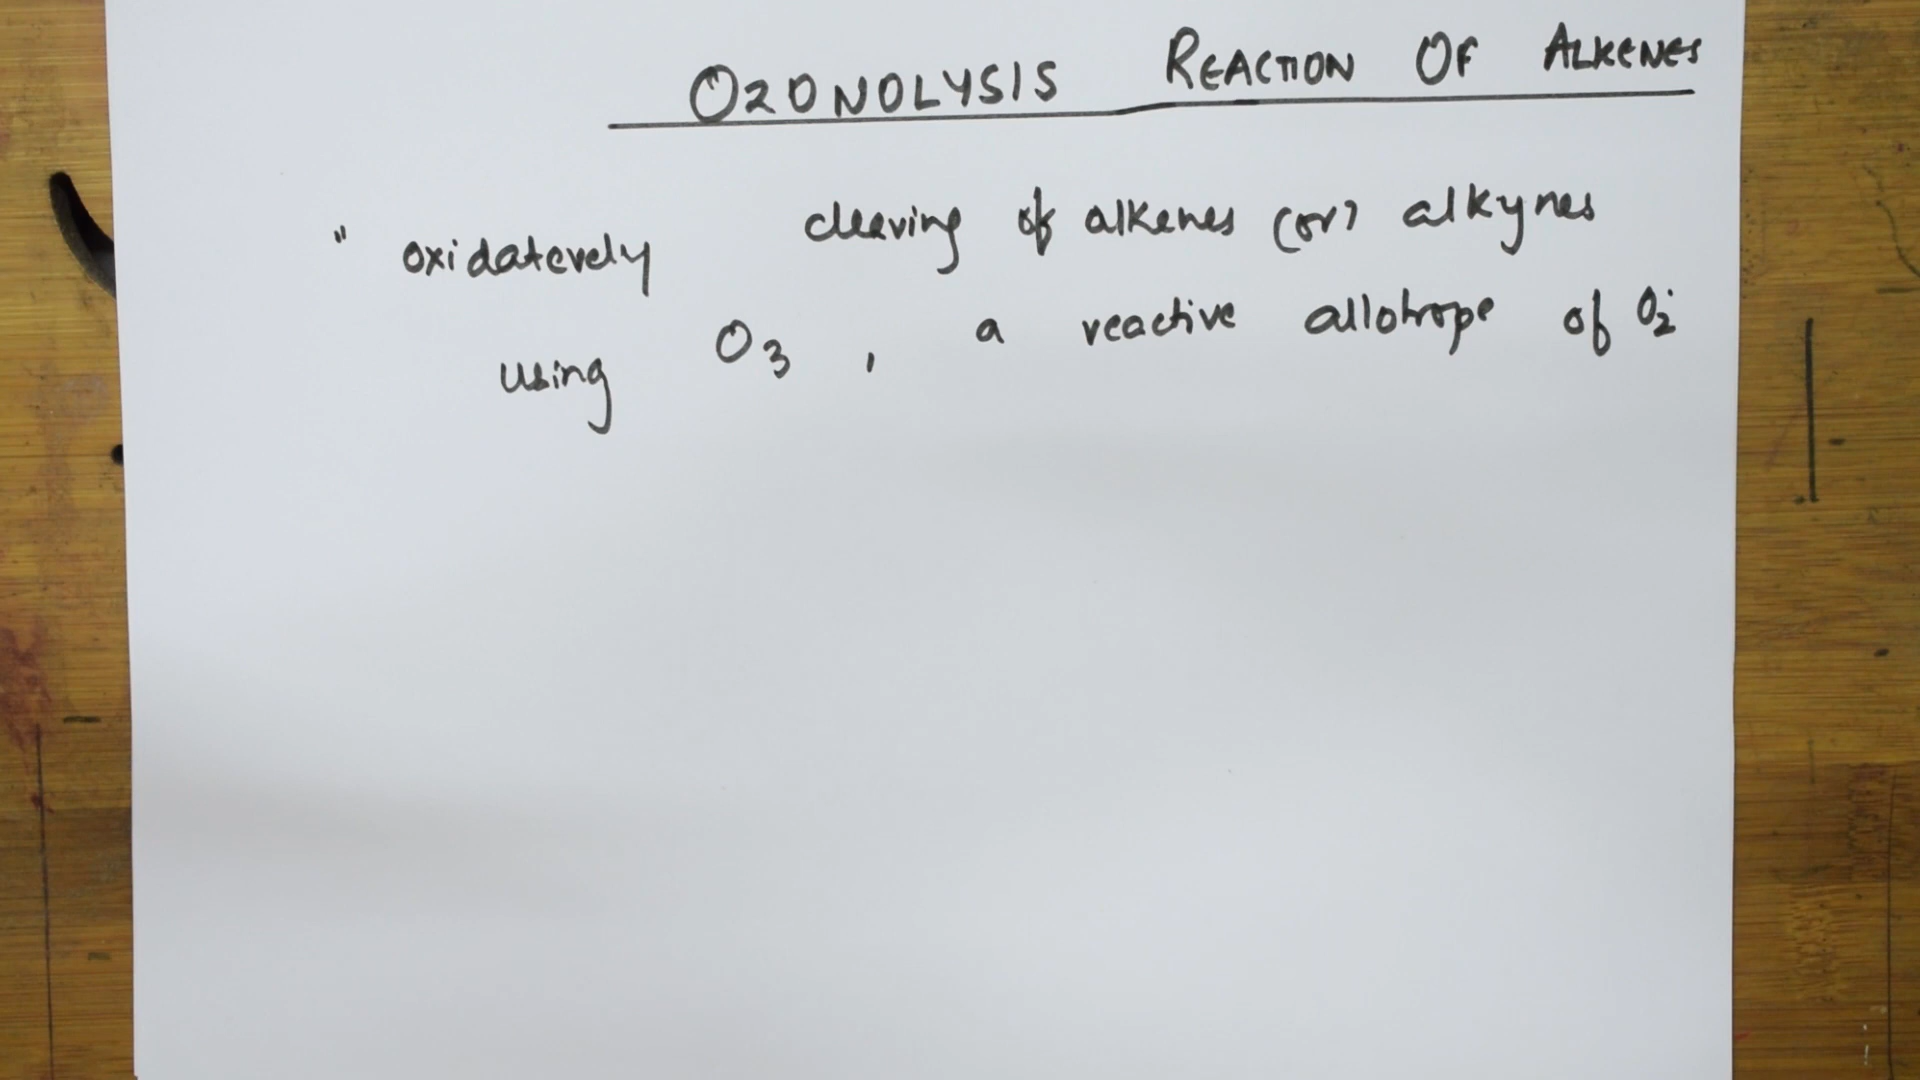 OZONOLYSIS REACTION OF ALKENES
" oxidatevely cleaving of alkenes (or) alkynes
using O3 , a reactive allotrope of O2